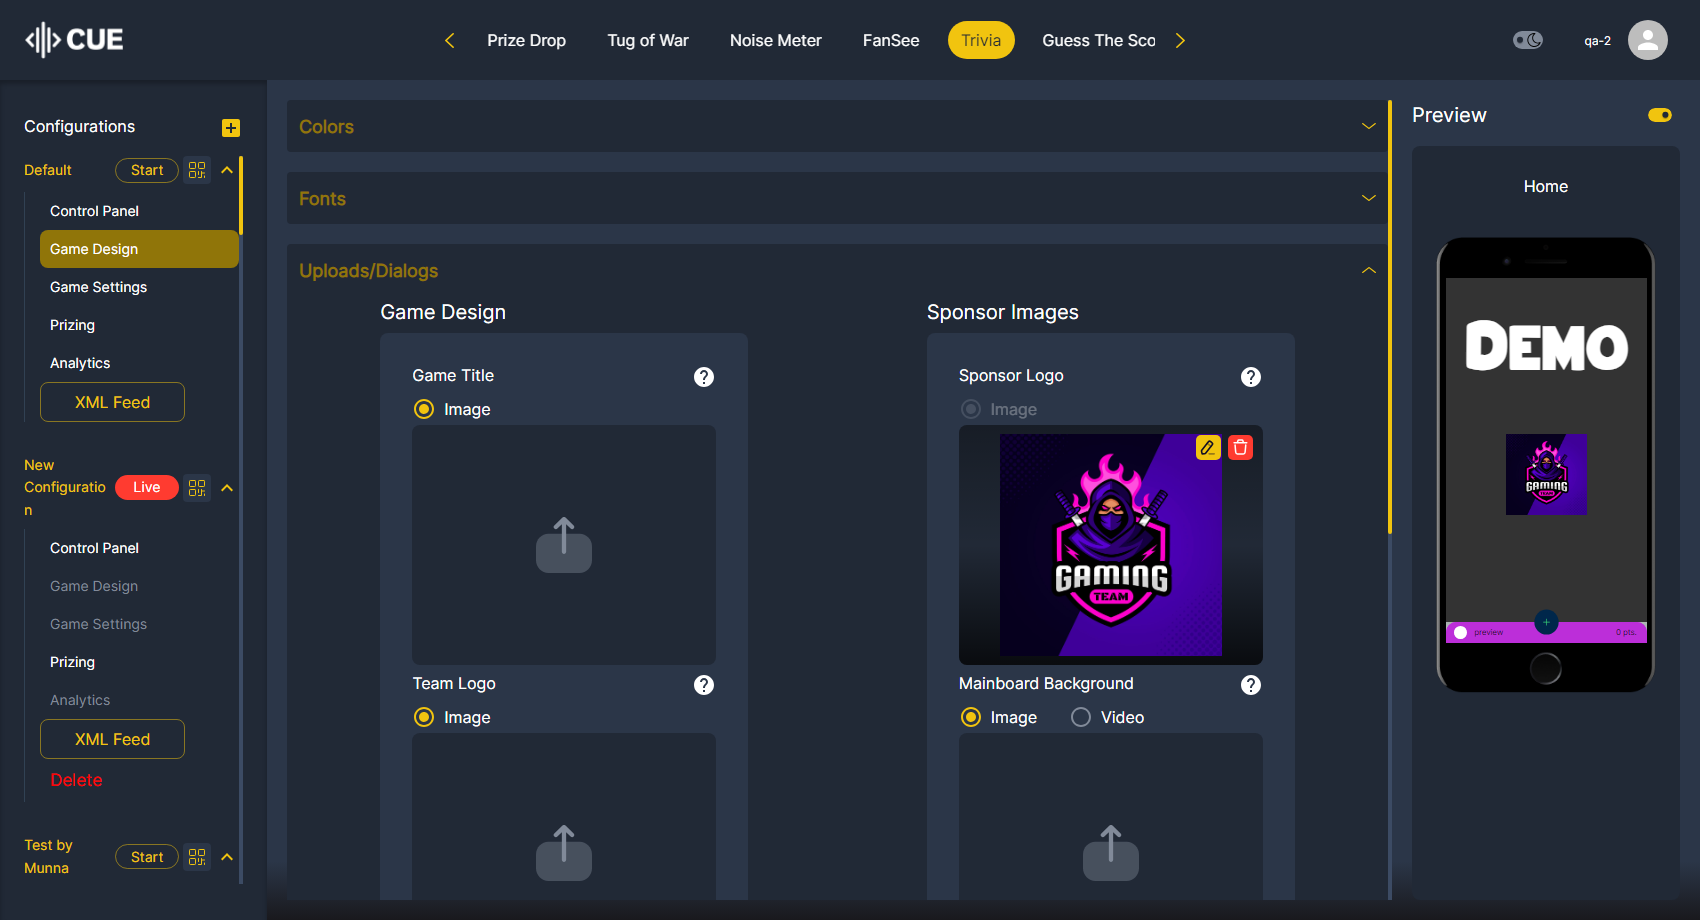 CUE
Prize Drop
Tug of War
Noise Meter
FanSee
Trivia
Guess The Sco
qa-2
Configurations
Default
Start
Control Panel
Game Design
Game Settings
Prizing
Analytics
XML Feed
New
Configuratio
n
Live
Control Panel
Game Design
Game Settings
Prizing
Analytics
XML Feed
Delete
Test by
Munna
Start
Colors
Fonts
Uploads/Dialogs
Game Design
Game Title
?
Image
Team Logo
?
Image
Sponsor Images
Sponsor Logo
?
Image
GAMING
TEAM
Mainboard Background
?
Image
Video
Preview
Home
DEMO
GAMING
TEAM
preview
0 pts.